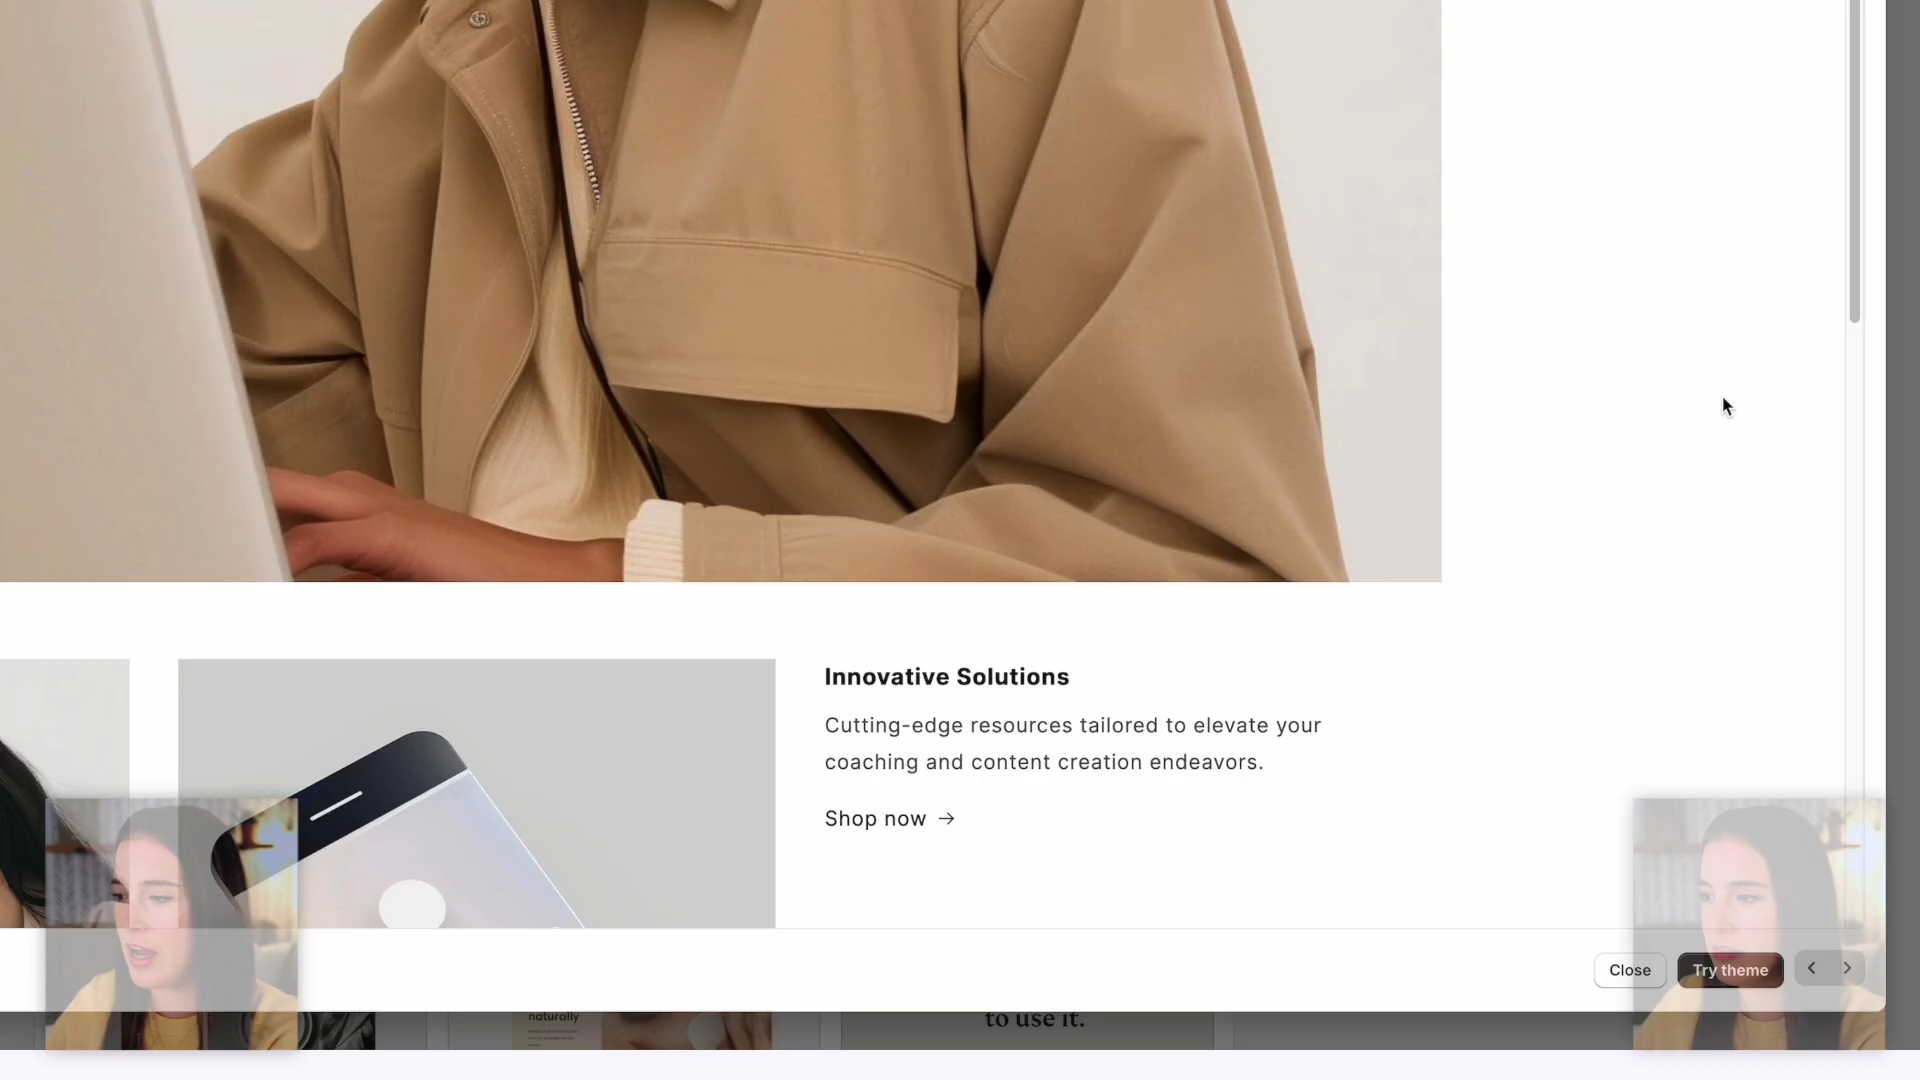 Innovative Solutions
Cutting-edge resources tailored to elevate your
coaching and content creation endeavors.
Shop now →
Close
Try theme
naturally
to use it.